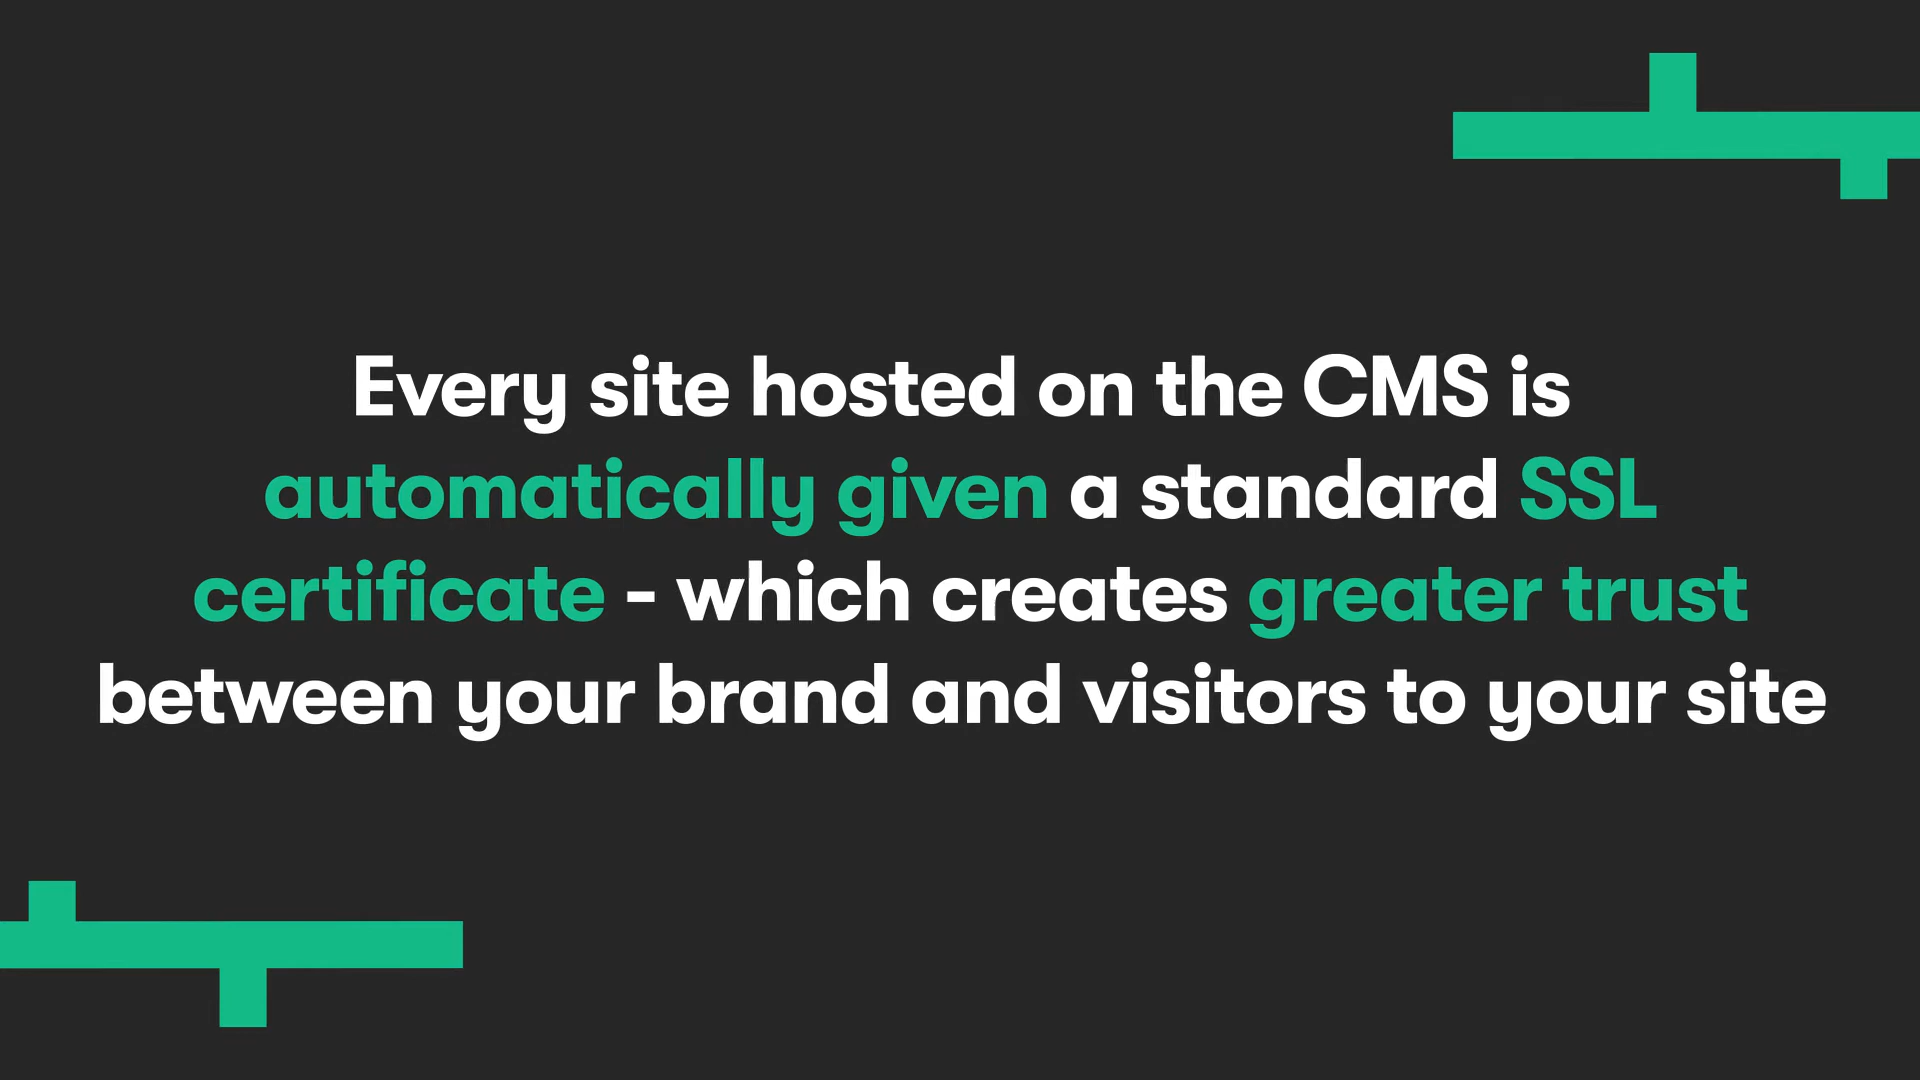 Every site hosted on the CMS is
automatically given a standard SSL
certificate - which creates greater trust
between your brand and visitors to your site